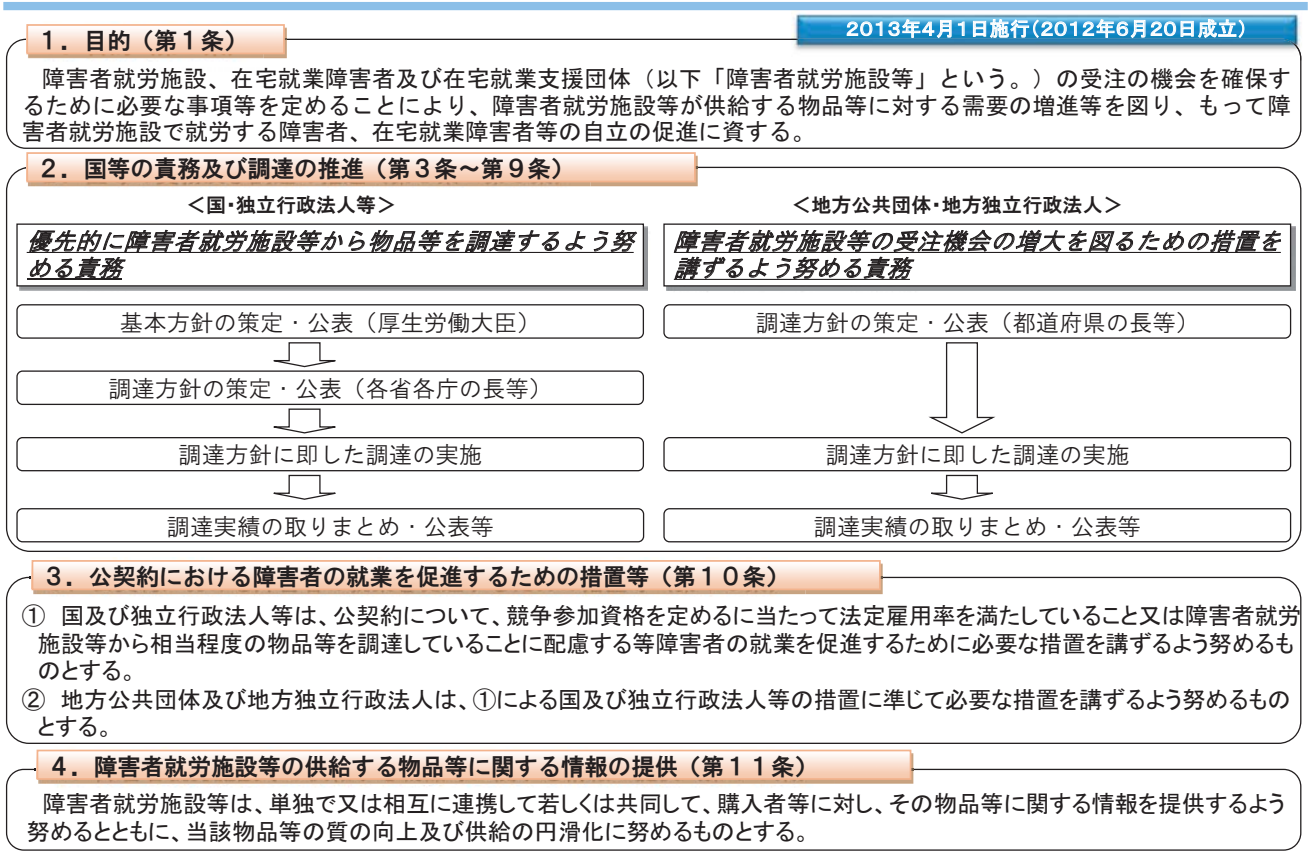 2013年4月1日施行(2012年6月20日成立)
1．目的（第1条）
障害者就労施設、在宅就業障害者及び在宅就業支援団体（以下「障害者就労施設等」という。）の受注の機会を確保す
るために必要な事項等を定めることにより、障害者就労施設等が供給する物品等に対する需要の増進等を図り、もって障
害者就労施設で就労する障害者、在宅就業障害者等の自立の促進に資する。
2．国等の責務及び調達の推進（第3条～第9条）
＜国・独立行政法人等＞
優先的に障害者就労施設等から物品等を調達するよう努
める責務
基本方針の策定・公表（厚生労働大臣）
調達方針の策定・公表（各省各庁の長等）
調達方針に即した調達の実施
調達実績の取りまとめ・公表等
＜地方公共団体・地方独立行政法人＞
障害者就労施設等の受注機会の増大を図るための措置を
講ずるよう努める責務
調達方針の策定・公表（都道府県の長等）
調達方針に即した調達の実施
調達実績の取りまとめ・公表等
3．公契約における障害者の就業を促進するための措置等（第10条）
① 国及び独立行政法人等は、公契約について、競争参加資格を定めるに当たって法定雇用率を満たしていること又は障害者就労
施設等から相当程度の物品等を調達していることに配慮する等障害者の就業を促進するために必要な措置を講ずるよう努めるも
のとする。
② 地方公共団体及び地方独立行政法人は、①による国及び独立行政法人等の措置に準じて必要な措置を講ずるよう努めるもの
とする。
4．障害者就労施設等の供給する物品等に関する情報の提供（第11条）
障害者就労施設等は、単独で又は相互に連携して若しくは共同して、購入者等に対し、その物品等に関する情報を提供するよう
努めるとともに、当該物品等の質の向上及び供給の円滑化に努めるものとする。